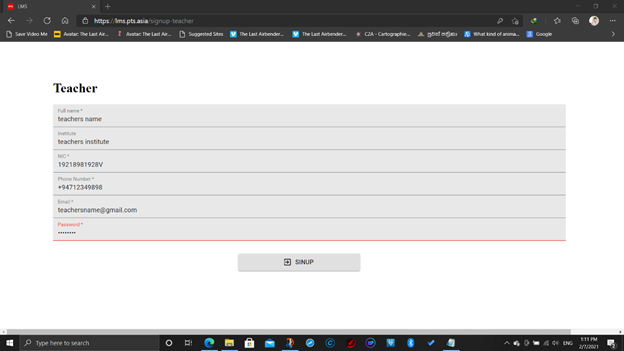 LMS
https://lms.pts.asia/signup-teacher
Save Video Me
Avatar: The Last Air...
Avatar: The Last Air...
Suggested Sites
The Last Airbender...
The Last Airbender...
CZA - Cartographie...
What kind of anima...
Google
Teacher
Full name *
teachers name
Institute
teachers institute
NIC *
19218981928V
Phone Number *
+94712349898
Email *
teachersname@gmail.com
Password *
••••••••
SINUP
Type here to search
ENG
1:11 PM
2/7/2021